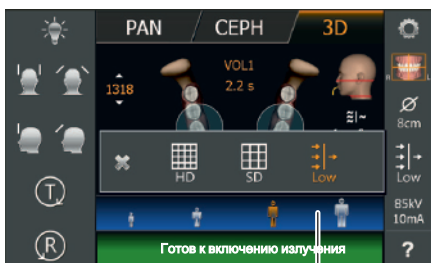 PAN / CEPH / 3D
VOL1
2.2 s
1318
R L
8cm
HD
SD
Low
Low
85kV
10mA
T
R
Готов к включению излучения
?